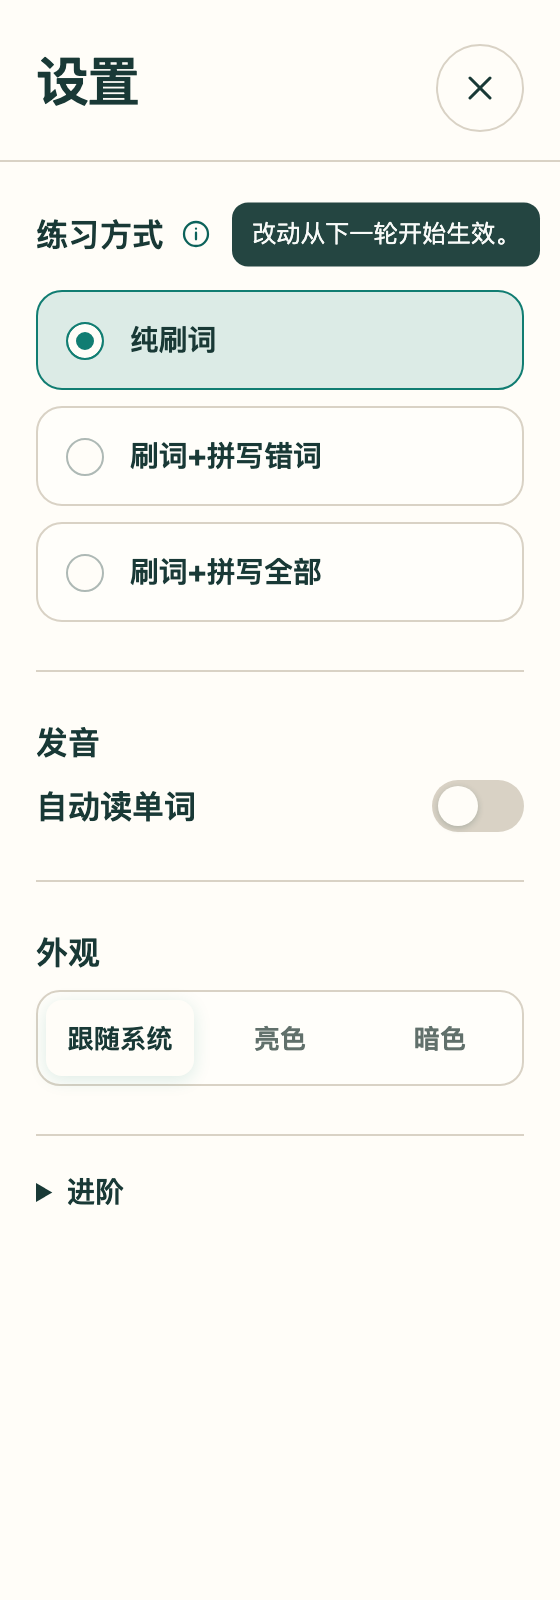 设置
练习方式 改动从下一轮开始生效。
纯刷词
刷词+拼写错词
刷词+拼写全部
发音
自动读单词
外观
跟随系统 亮色 暗色
进阶